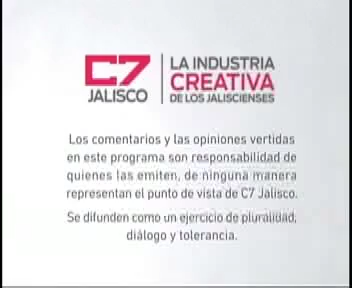 C7
JALISCO
LA INDUSTRIA
CREATIVA
DE LOS JALISCIENSES
Los comentarios y las opiniones vertidas
en este programa son responsabilidad de
quienes las emiten, de ninguna manera
representan el punto de vista de C7 Jalisco.
Se difunden como un ejercicio de pluralidad,
diálogo y tolerancia.